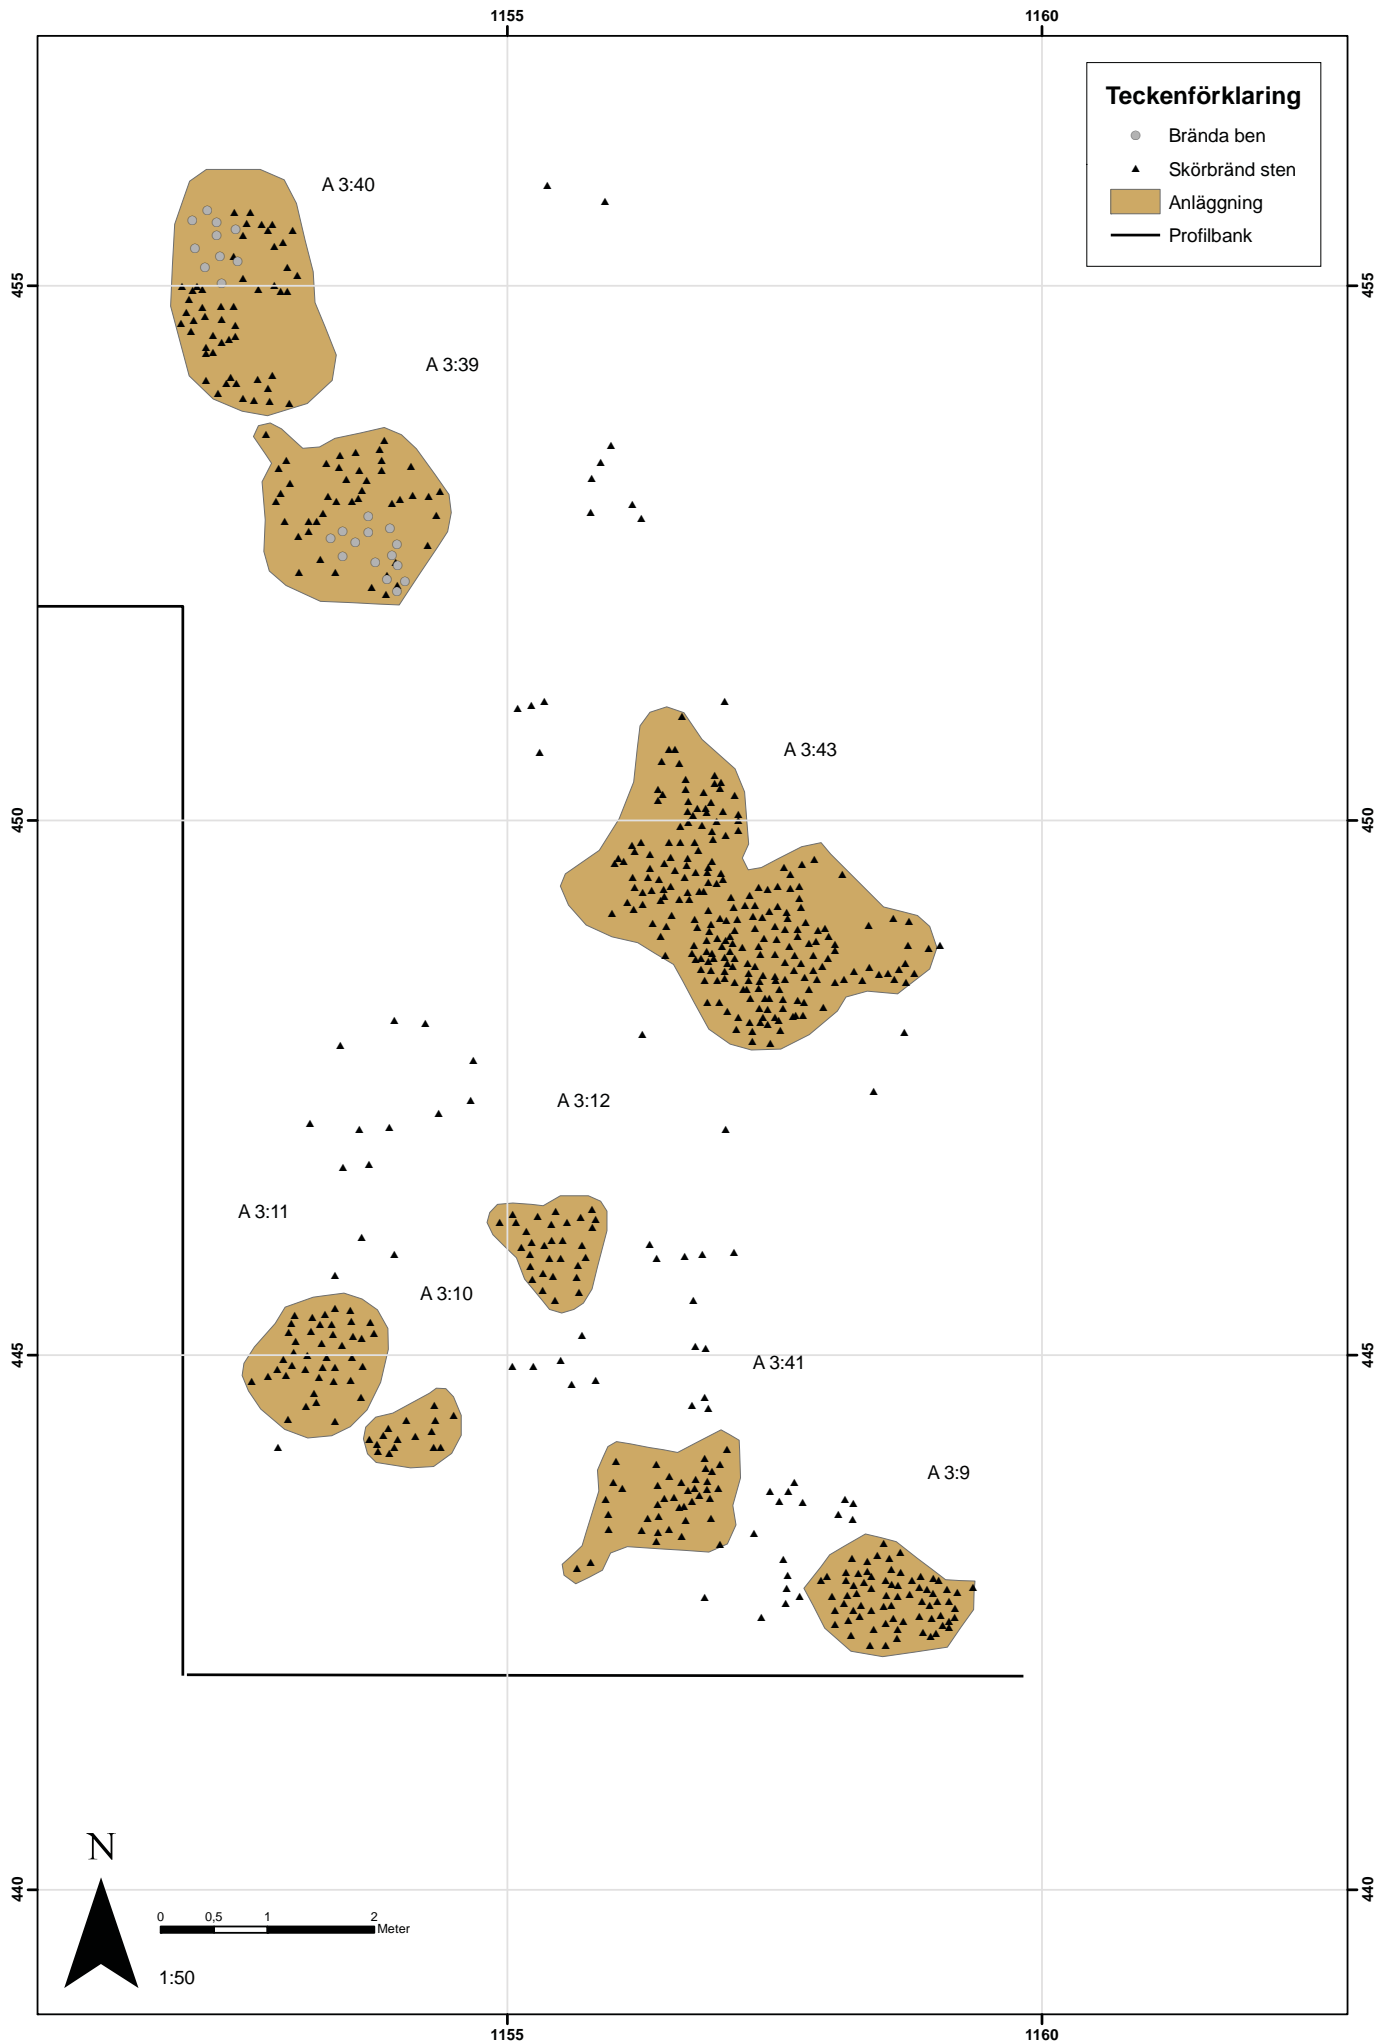 1155
1160
Teckenförklaring
Brända ben
Skörbränd sten
Anläggning
Profilbank
A 3:40
455
455
A 3:39
A 3:43
450
450
A 3:12
A 3:11
A 3:10
445
445
A 3:41
A 3:9
N
440
440
0 0,5 1 2
Meter
1:50
1155
1160